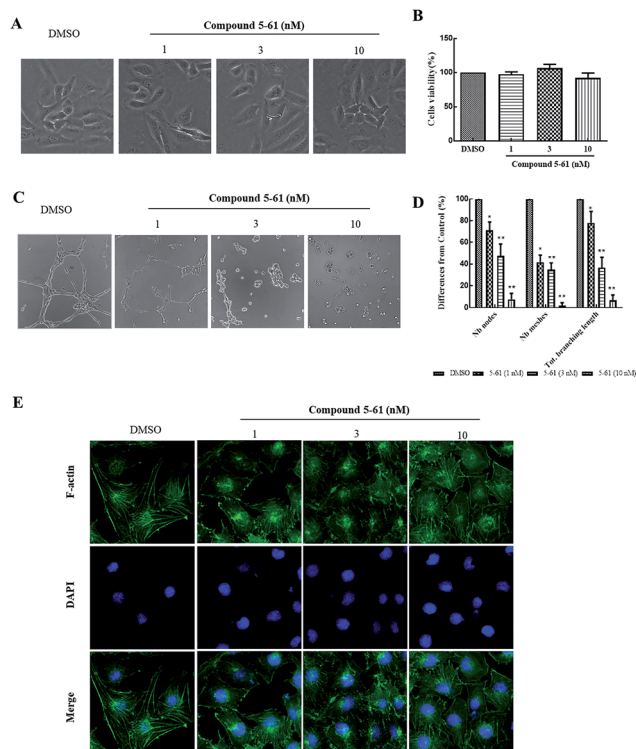 A
DMSO
Compound 5-61 (nM)
1
3
10
B
Cells viability(%)
150
100
50
0
DMSO
1
3
10
Compound 5-61 (nM)
C
DMSO
Compound 5-61 (nM)
1
3
10
D
Differences from Control (%)
100
80
60
40
20
0
*
**
**
*
**
**
*
**
**
Nb nodes
Nb meshes
Tot. branching length
DMSO
5-61 (1 nM)
5-61 (3 nM)
5-61 (10 nM)
E
Compound 5-61 (nM)
DMSO
1
3
10
F-actin
DAPI
Merge